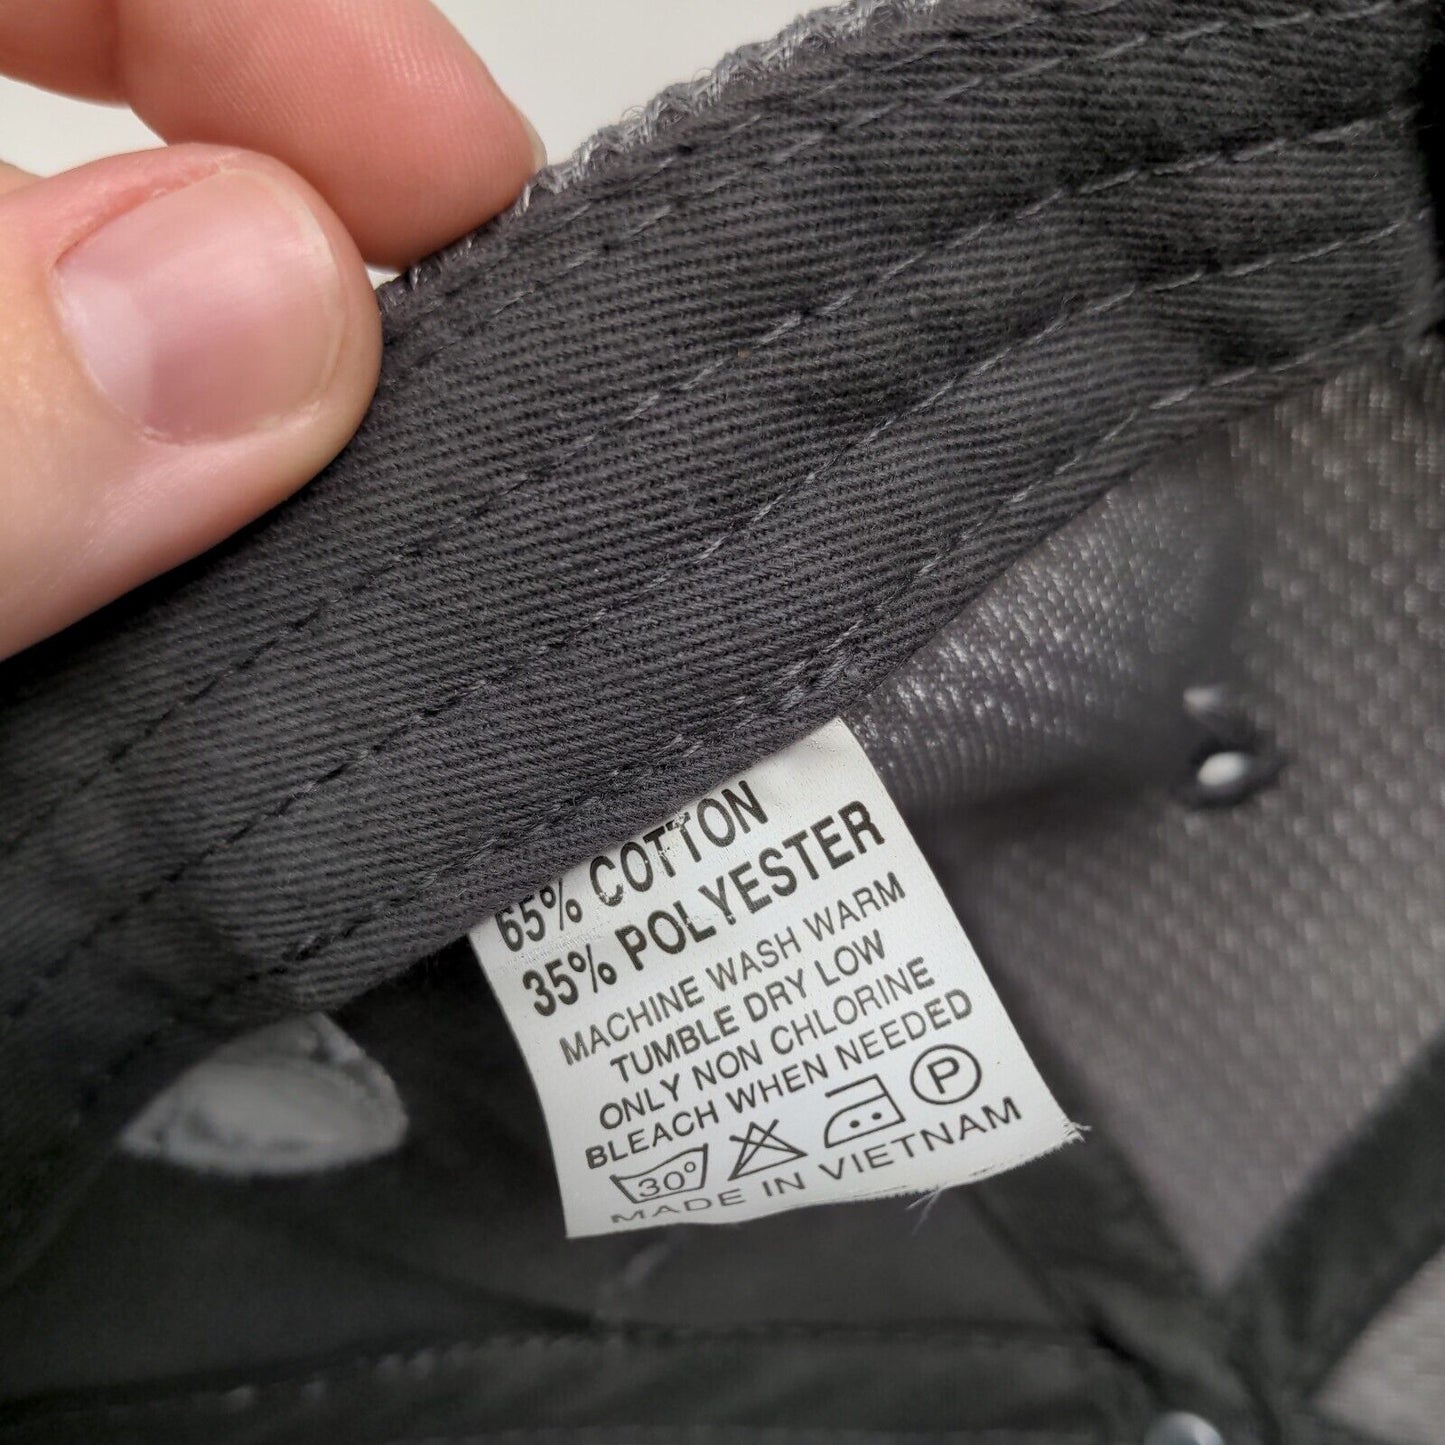 65% COTTON
35% POLYESTER
MACHINE WASH WARM
TUMBLE DRY LOW
ONLY NON CHLORINE
BLEACH WHEN NEEDED
30° P
MADE IN VIETNAM